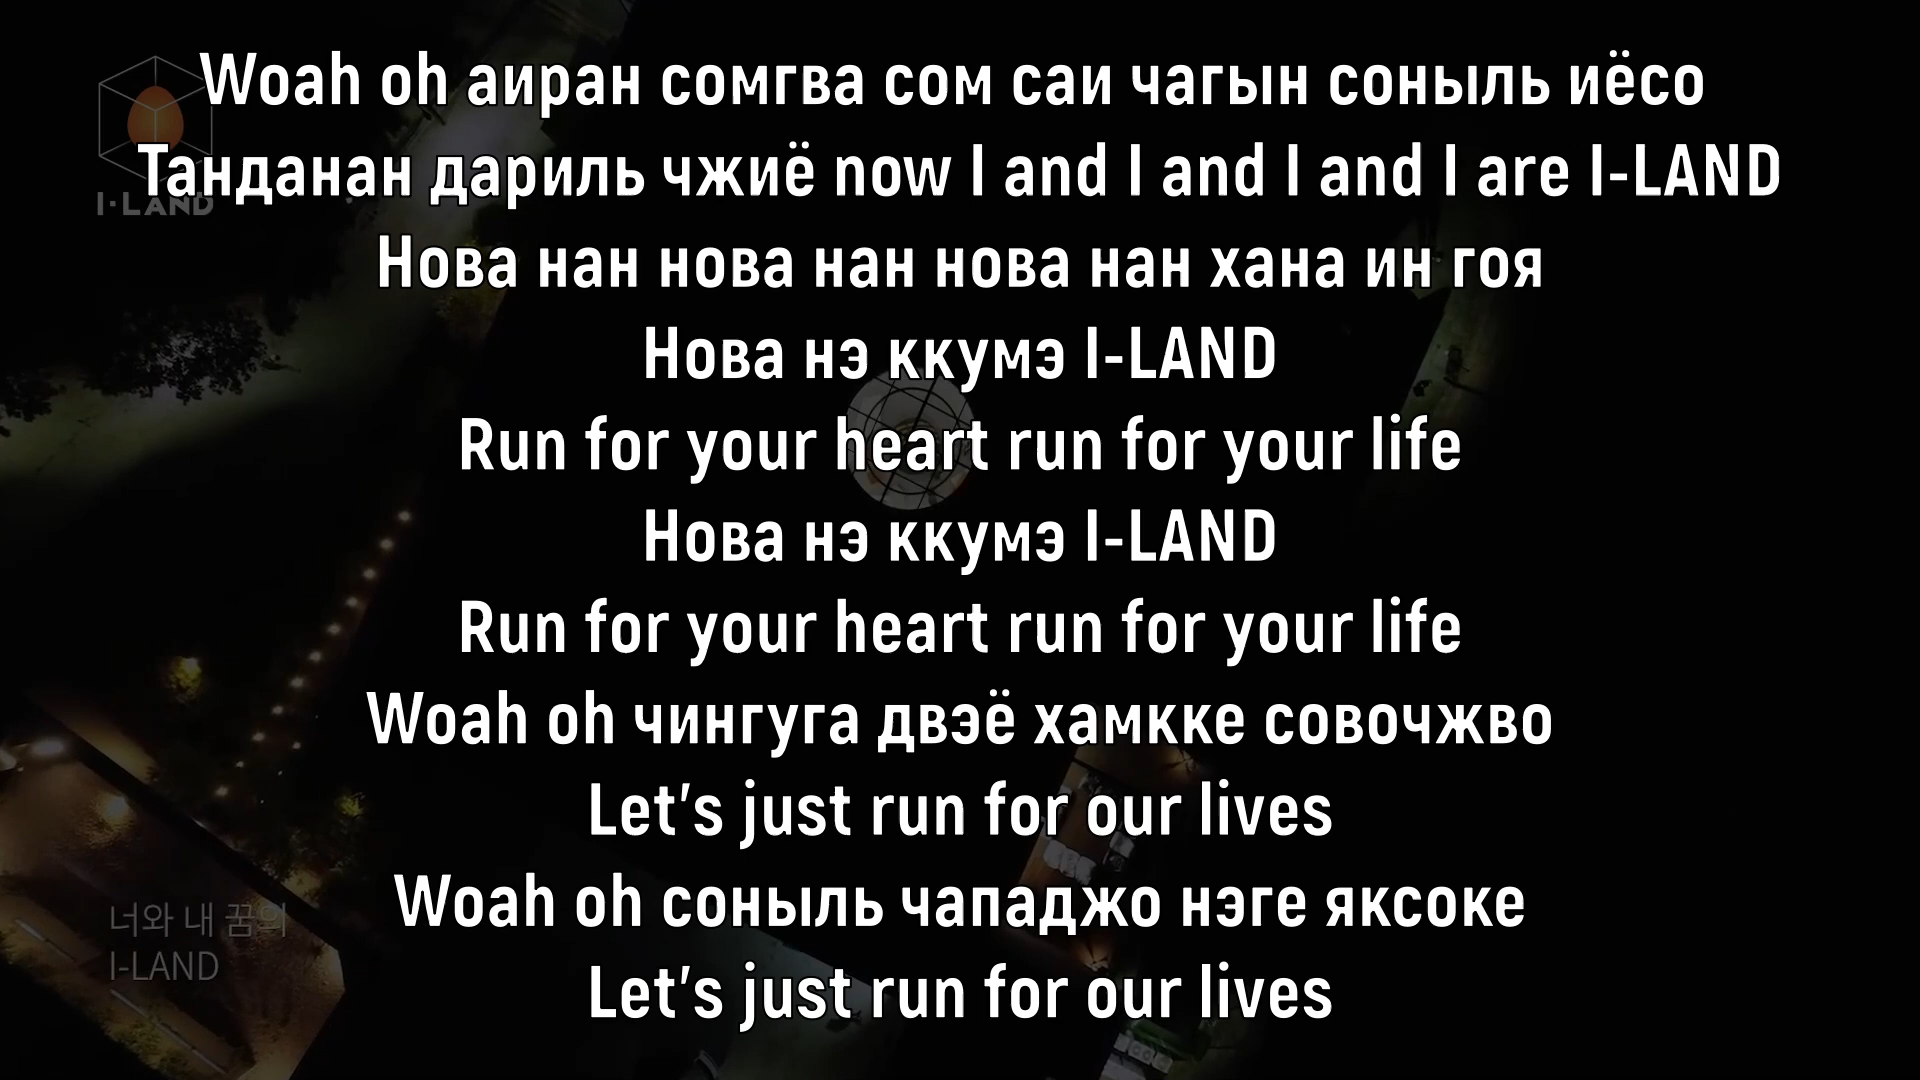 Woah oh аиран сомгва сом саи чагын соныль иёсо
Танданан дариль чжиё now I and I and I and I are I-LAND
I·LAND
Нова нан нова нан нова нан хана ин гоя
Нова нэ ккумэ I-LAND
Run for your heart run for your life
Нова нэ ккумэ I-LAND
Run for your heart run for your life
Woah oh чингуга двэё хамкке совочжво
Let's just run for our lives
Woah oh соныль чападжо нэге яксоке
너와 내 꿈의
I-LAND
Let's just run for our lives